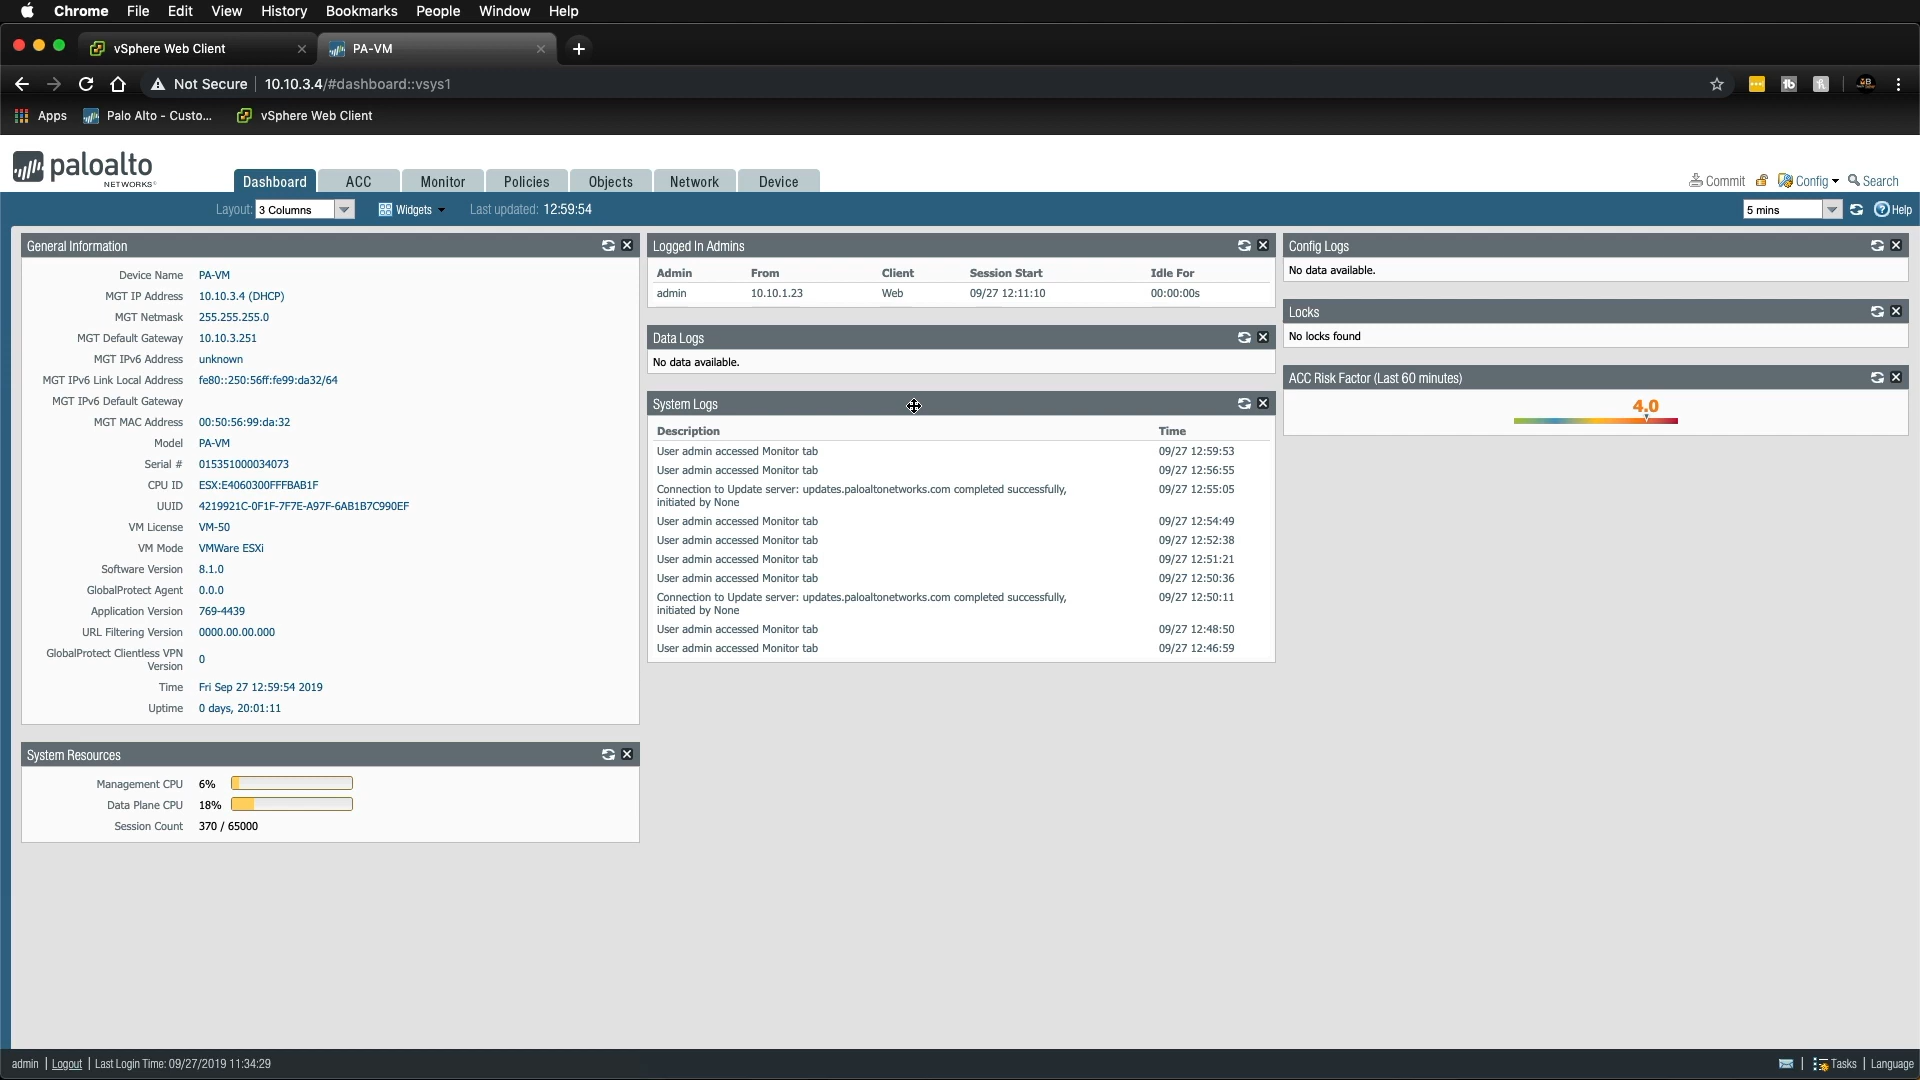 Chrome File Edit View History Bookmarks People Window Help
vSphere Web Client
PA-VM
Not Secure 10.10.3.4/#dashboard::vsys1
Apps
Palo Alto - Custo...
vSphere Web Client
paloalto
NETWORKS®
Dashboard ACC Monitor Policies Objects Network Device
Commit Config Search
Layout: 3 Columns Widgets Last updated: 12:59:54
5 mins Help
General Information
Device Name PA-VM
MGT IP Address 10.10.3.4 (DHCP)
MGT Netmask 255.255.255.0
MGT Default Gateway 10.10.3.251
MGT IPv6 Address unknown
MGT IPv6 Link Local Address fe80::250:56ff:fe99:da32/64
MGT IPv6 Default Gateway
MGT MAC Address 00:50:56:99:da:32
Model PA-VM
Serial # 015351000034073
CPU ID ESX:E4060300FFFBAB1F
UUID 4219921C-0F1F-7F7E-A97F-6AB1B7C990EF
VM License VM-50
VM Mode VMWare ESXi
Software Version 8.1.0
GlobalProtect Agent 0.0.0
Application Version 769-4439
URL Filtering Version 0000.00.00.000
GlobalProtect Clientless VPN
Version 0
Time Fri Sep 27 12:59:54 2019
Uptime 0 days, 20:01:11
System Resources
Management CPU 6%
Data Plane CPU 18%
Session Count 370 / 65000
Logged In Admins
Admin From Client Session Start Idle For
admin 10.10.1.23 Web 09/27 12:11:10 00:00:00s
Data Logs
No data available.
System Logs
Description Time
User admin accessed Monitor tab 09/27 12:59:53
User admin accessed Monitor tab 09/27 12:56:55
Connection to Update server: updates.paloaltonetworks.com completed successfully, 09/27 12:55:05
initiated by None
User admin accessed Monitor tab 09/27 12:54:49
User admin accessed Monitor tab 09/27 12:52:38
User admin accessed Monitor tab 09/27 12:51:21
User admin accessed Monitor tab 09/27 12:50:36
Connection to Update server: updates.paloaltonetworks.com completed successfully, 09/27 12:50:11
initiated by None
User admin accessed Monitor tab 09/27 12:48:50
User admin accessed Monitor tab 09/27 12:46:59
Config Logs
No data available.
Locks
No locks found
ACC Risk Factor (Last 60 minutes)
4.0
admin | Logout | Last Login Time: 09/27/2019 11:34:29
Tasks | Language